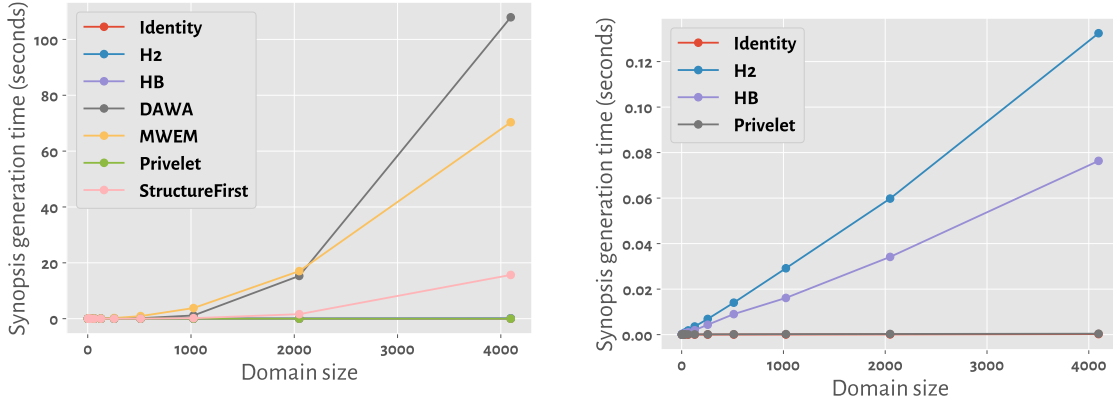 Synopsis generation time (seconds)
100
80
60
40
20
0
Identity
H2
HB
DAWA
MWEM
Privelet
StructureFirst
0 1000 2000 3000 4000
Domain size
Synopsis generation time (seconds)
0.12
0.10
0.08
0.06
0.04
0.02
0.00
Identity
H2
HB
Privelet
0 1000 2000 3000 4000
Domain size